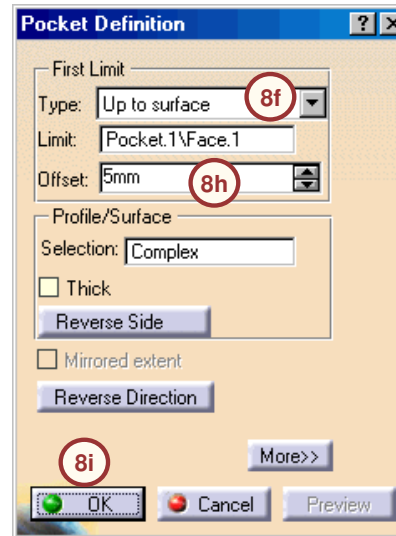 Pocket Definition
First Limit
Type: Up to surface 8f
Limit: Pocket.1\Face.1
Offset: 5mm 8h
Profile/Surface
Selection: Complex
Thick
Reverse Side
Mirrored extent
Reverse Direction
More>>
8i
OK Cancel Preview